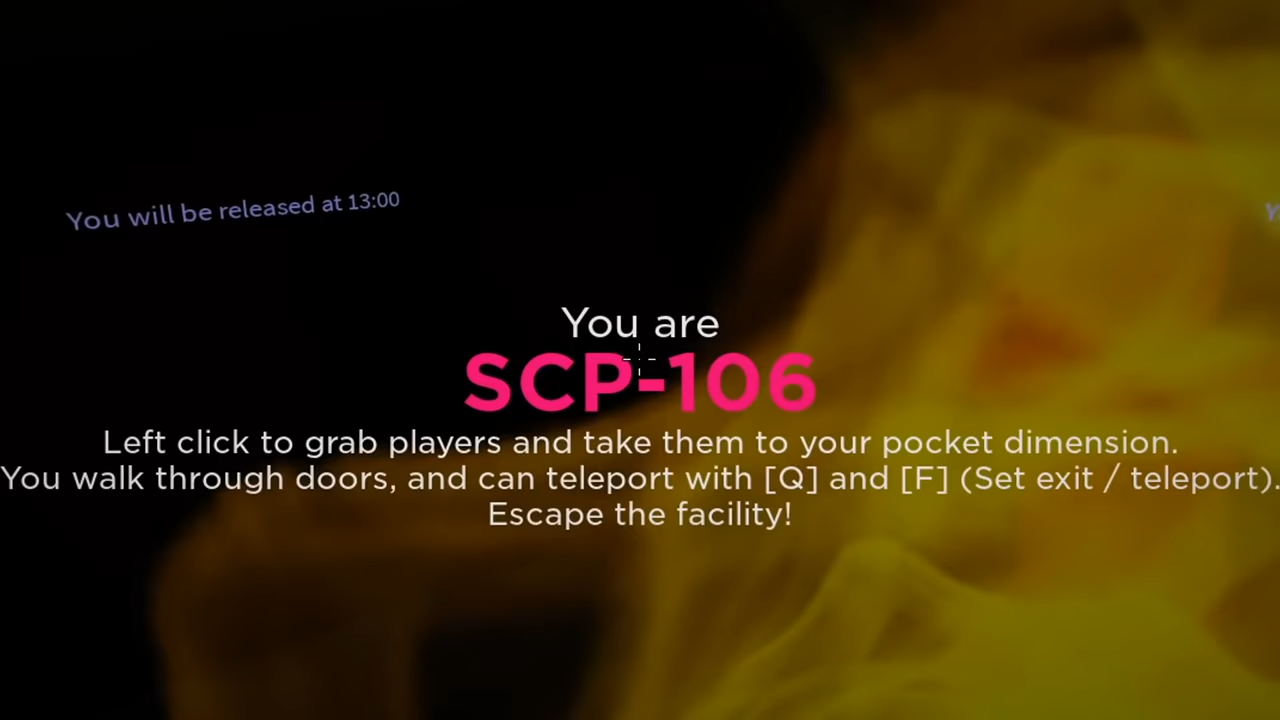 You will be released at 13:00
You are
SCP-106
Left click to grab players and take them to your pocket dimension.
You walk through doors, and can teleport with [Q] and [F] (Set exit / teleport).
Escape the facility!